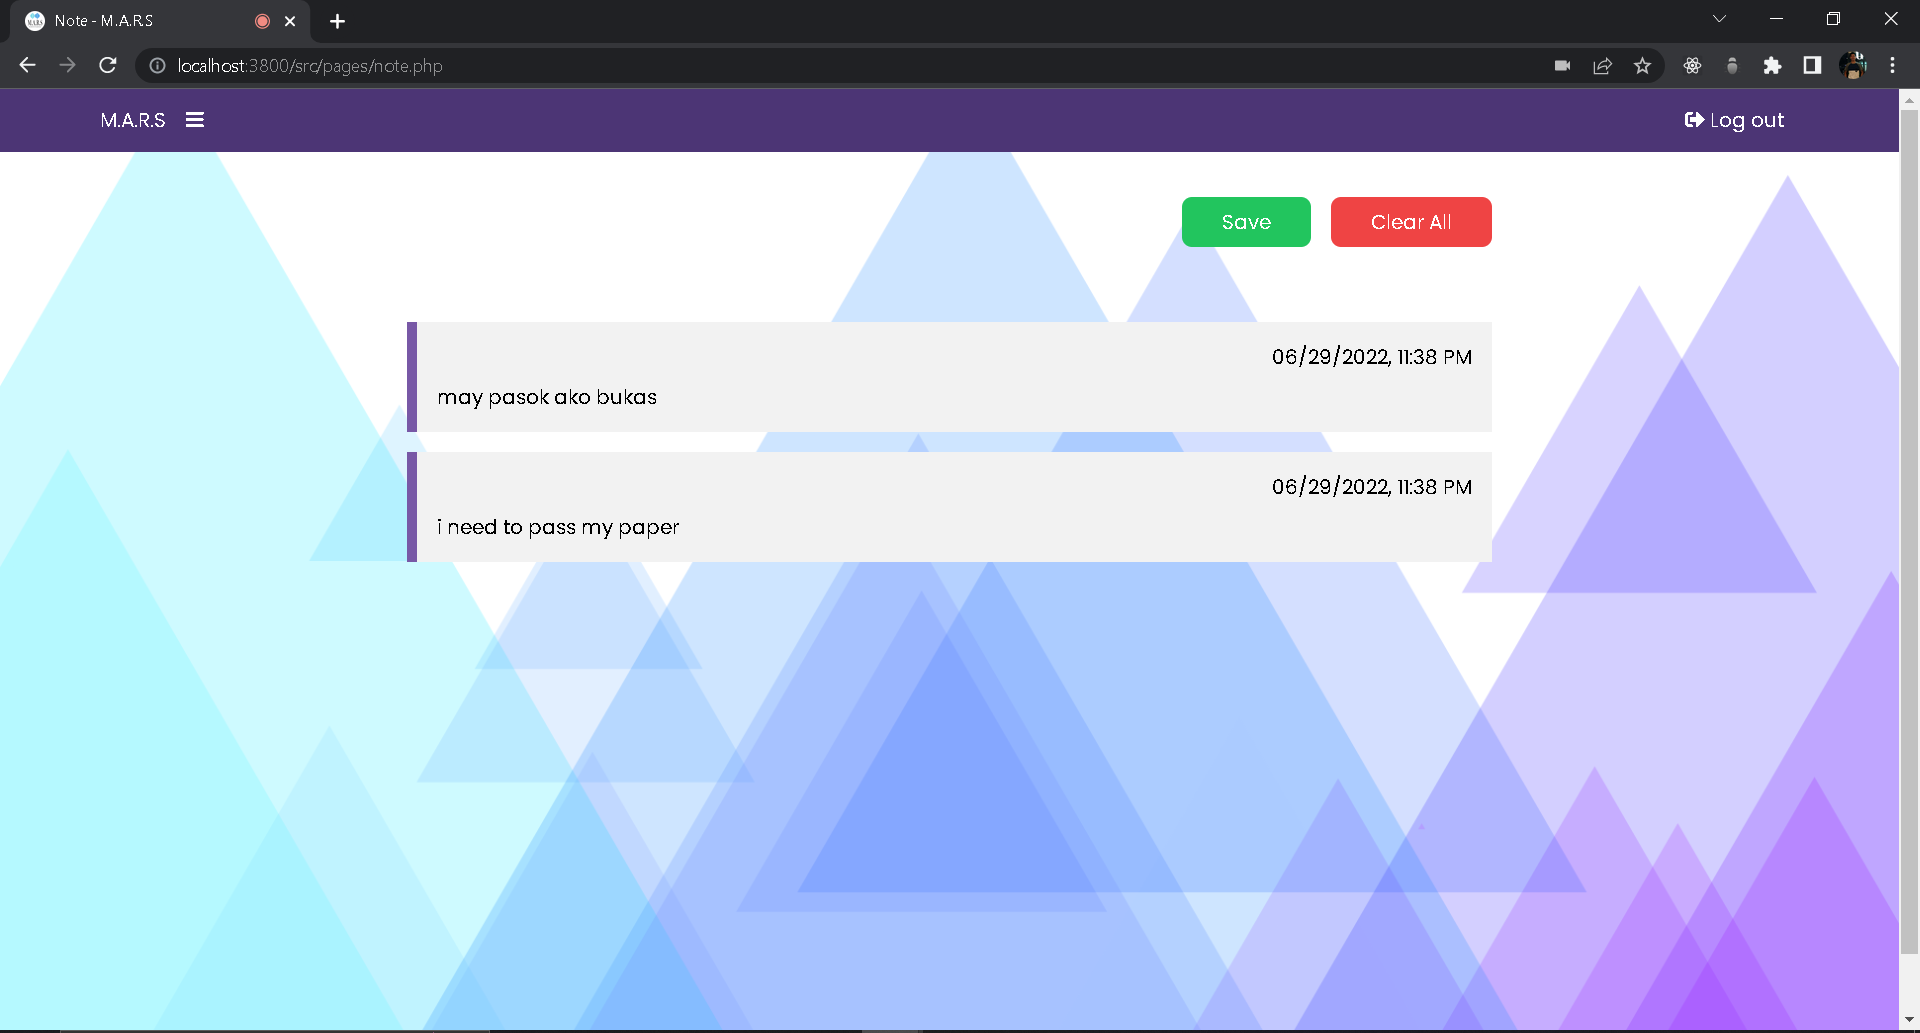 Note - M.A.R.S
localhost:3800/src/pages/note.php
M.A.R.S
Log out
Save
Clear All
06/29/2022, 11:38 PM
may pasok ako bukas
06/29/2022, 11:38 PM
i need to pass my paper